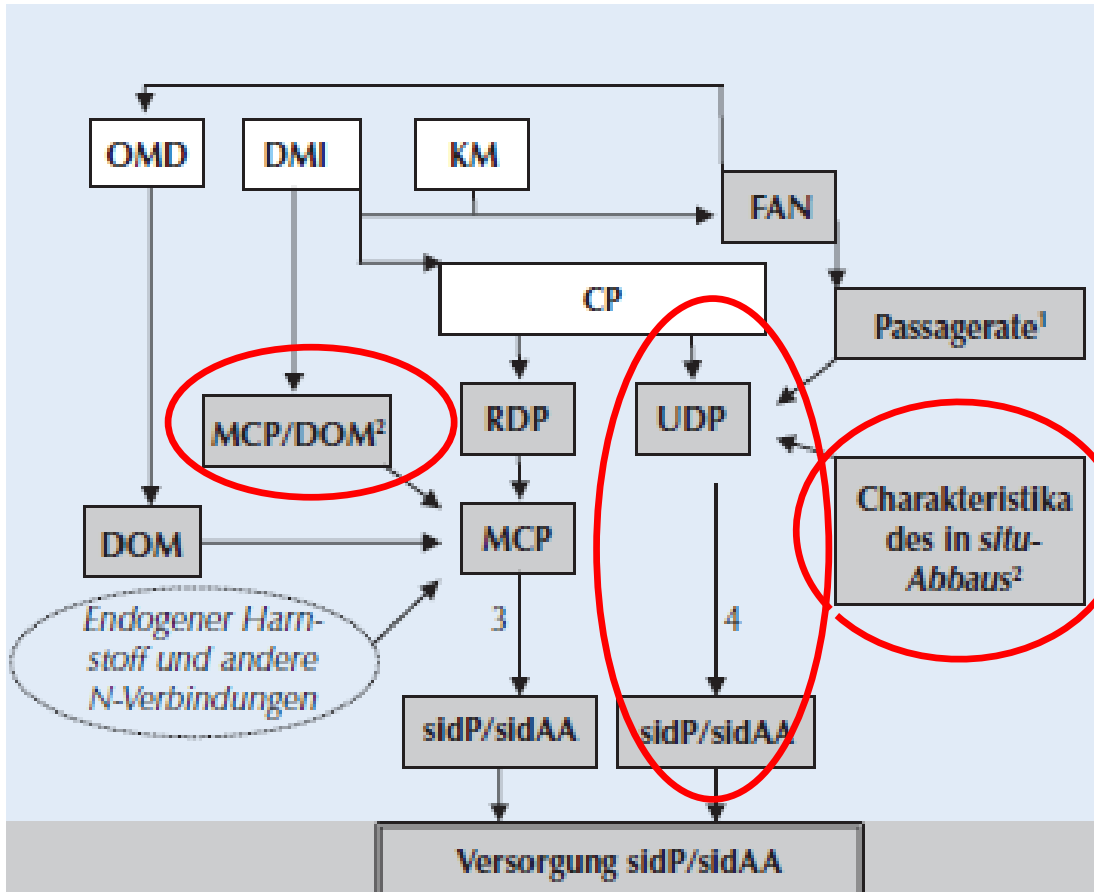 OMD
DMI
KM
FAN
CP
Passagerate¹
MCP/DOM²
RDP
UDP
Charakteristika
des in situ-
Abbaus²
DOM
MCP
Endogener Harn-
stoff und andere
N-Verbindungen
3
4
sidP/sidAA
sidP/sidAA
Versorgung sidP/sidAA